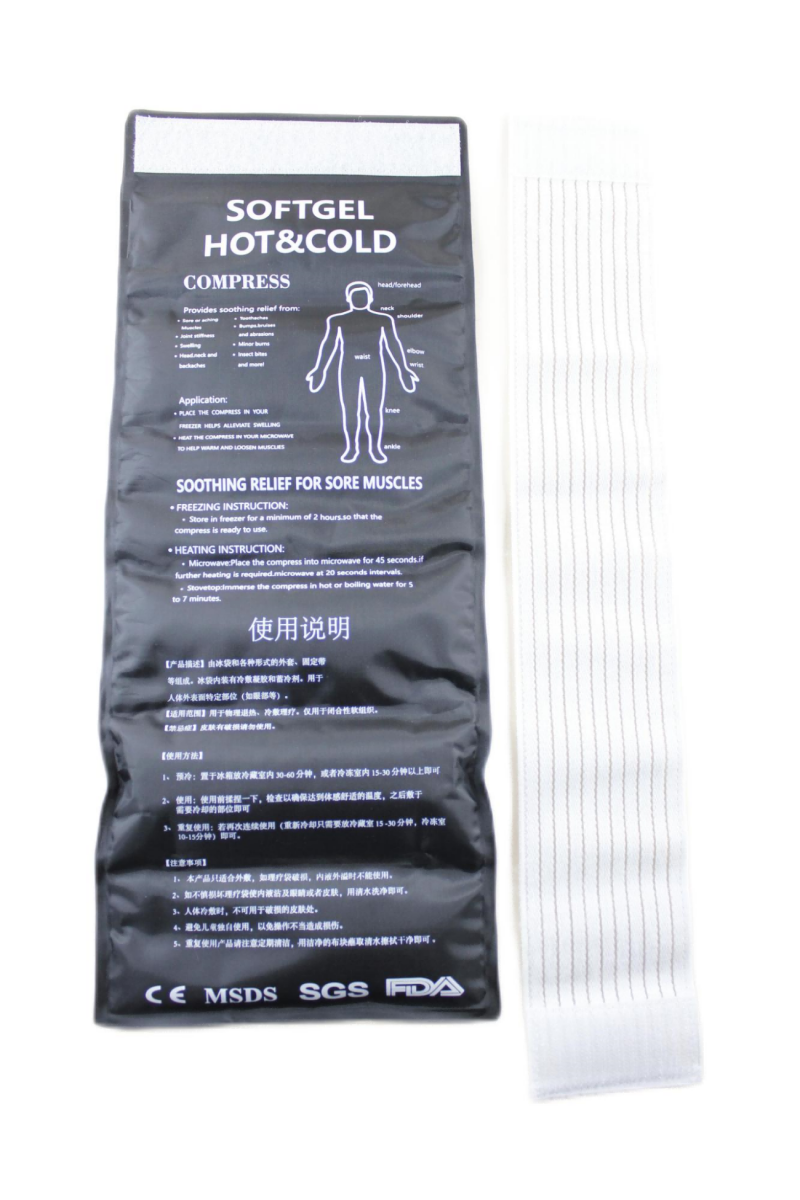 SOFTGEL
HOT&COLD
COMPRESS
Provides soothing relief from:
• Sore or aching
Muscles
• Joint stiffness
• Swelling
• Head.neck and
backaches
• Toothaches
• Bumps.bruises
and abrasions
• Minor burns
• Insect bites
and more!
head/forehead
neck
shoulder
elbow
waist
wrist
knee
ankle
Application:
• PLACE THE COMPRESS IN YOUR
FREEZER HELPS ALLEVIATE SWELLING
• HEAT THE COMPRESS IN YOUR MICROWAVE
TO HELP WARM AND LOOSEN MUSCLES
SOOTHING RELIEF FOR SORE MUSCLES
• FREEZING INSTRUCTION:
• Store in freezer for a minimum of 2 hours.so that the
compress is ready to use.
• HEATING INSTRUCTION:
• Microwave:Place the compress into microwave for 45 seconds.if
further heating is required.microwave at 20 seconds intervals.
• Stovetop:Immerse the compress in hot or boiling water for 5
to 7 minutes.
使用说明
【产品描述】由冰袋和各种形式的外套、固定带
等组成。冰袋内装有冷敷凝胶和蓄冷剂。用于
人体外表面特定部位（如眼部等）。
【适用范围】用于物理退热、冷敷理疗。仅用于闭合性软组织。
【禁忌症】皮肤有破损请勿使用。
【使用方法】
1、预冷：置于冰箱放冷藏室内30-60分钟，或者冷冻室内15-30分钟以上即可
2、使用：使用前揉捏一下，检查以确保达到体感舒适的温度，之后敷于
需要冷却的部位即可
3、重复使用：若再次连续使用（重新冷却只需要放冷藏室15-30分钟，冷冻室
10-15分钟）即可。
【注意事项】
1、本产品只适合外敷，如理疗袋破损，内液外溢时不能使用。
2、如不慎损坏理疗袋使内液沾及眼睛或者皮肤，用清水洗净即可。
3、人体冷敷时，不可用于破损的皮肤处。
4、避免儿童独自使用，以免操作不当造成损伤。
5、重复使用产品请注意定期清洁，用洁净的布块蘸取清水擦拭干净即可。
CE MSDS SGS FDA